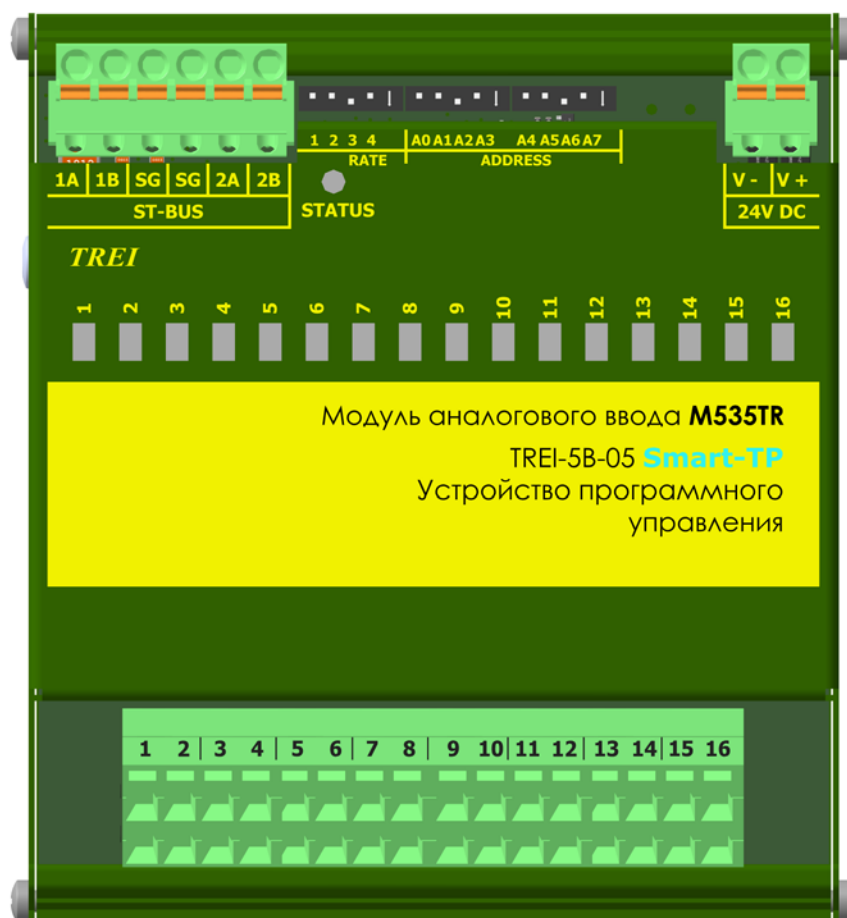 1 2 3 4 A0 A1 A2 A3 A4 A5 A6 A7
RATE ADDRESS
1A 1B SG SG 2A 2B V - V +
ST-BUS STATUS 24V DC
TREI
1 2 3 4 5 6 7 8 9 10 11 12 13 14 15 16
Модуль аналогового ввода M535TR
TREI-5B-05 Smart-TP
Устройство программного
управления
1 2 3 4 5 6 7 8 9 10 11 12 13 14 15 16